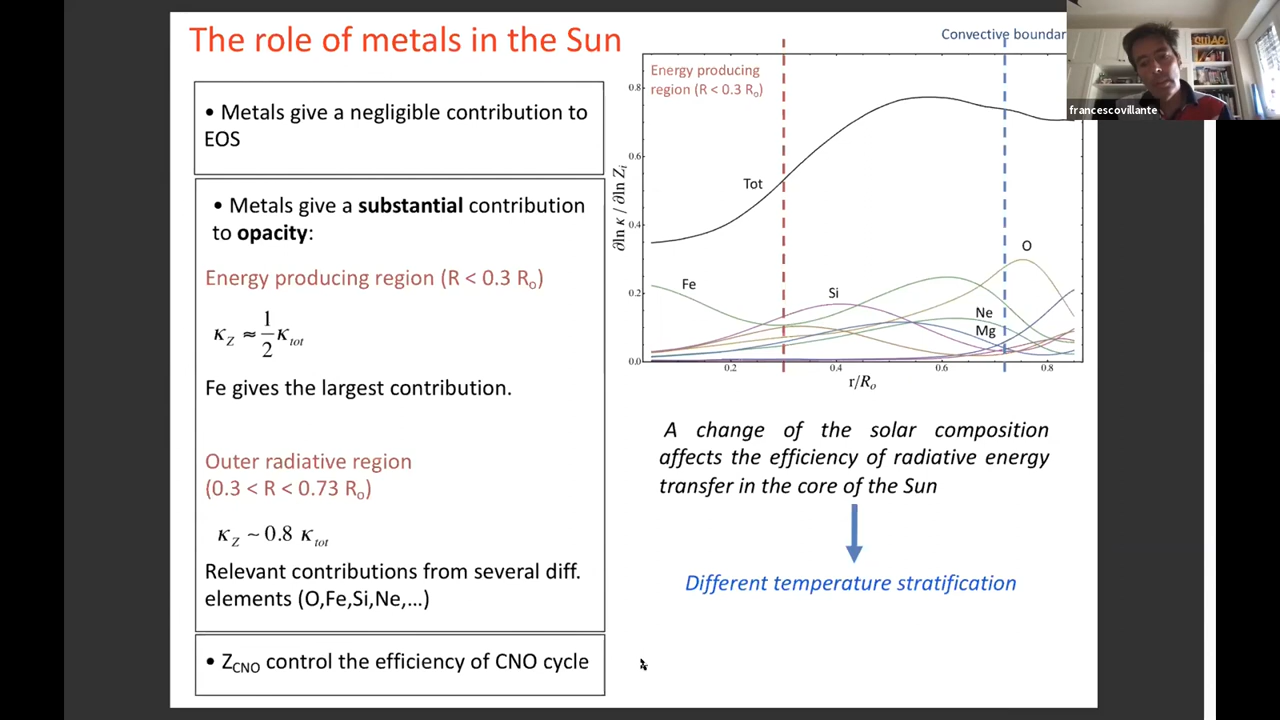 The role of metals in the Sun
• Metals give a negligible contribution to
EOS
• Metals give a substantial contribution
to opacity:
Energy producing region (R < 0.3 Ro)
κZ ≈ 1/2 κtot
Fe gives the largest contribution.
Outer radiative region
(0.3 < R < 0.73 Ro)
κZ ~ 0.8 κtot
Relevant contributions from several diff.
elements (O,Fe,Si,Ne,...)
• ZCNO control the efficiency of CNO cycle
Convective boundar
Energy producing
region (R < 0.3 Ro)
∂ln κ / ∂ln Zi
0.8
0.6
0.4
0.2
0.0
Tot
Fe
Si
O
Ne
Mg
0.2 0.4 0.6 0.8
r/Ro
A change of the solar composition
affects the efficiency of radiative energy
transfer in the core of the Sun
Different temperature stratification
francescovillante